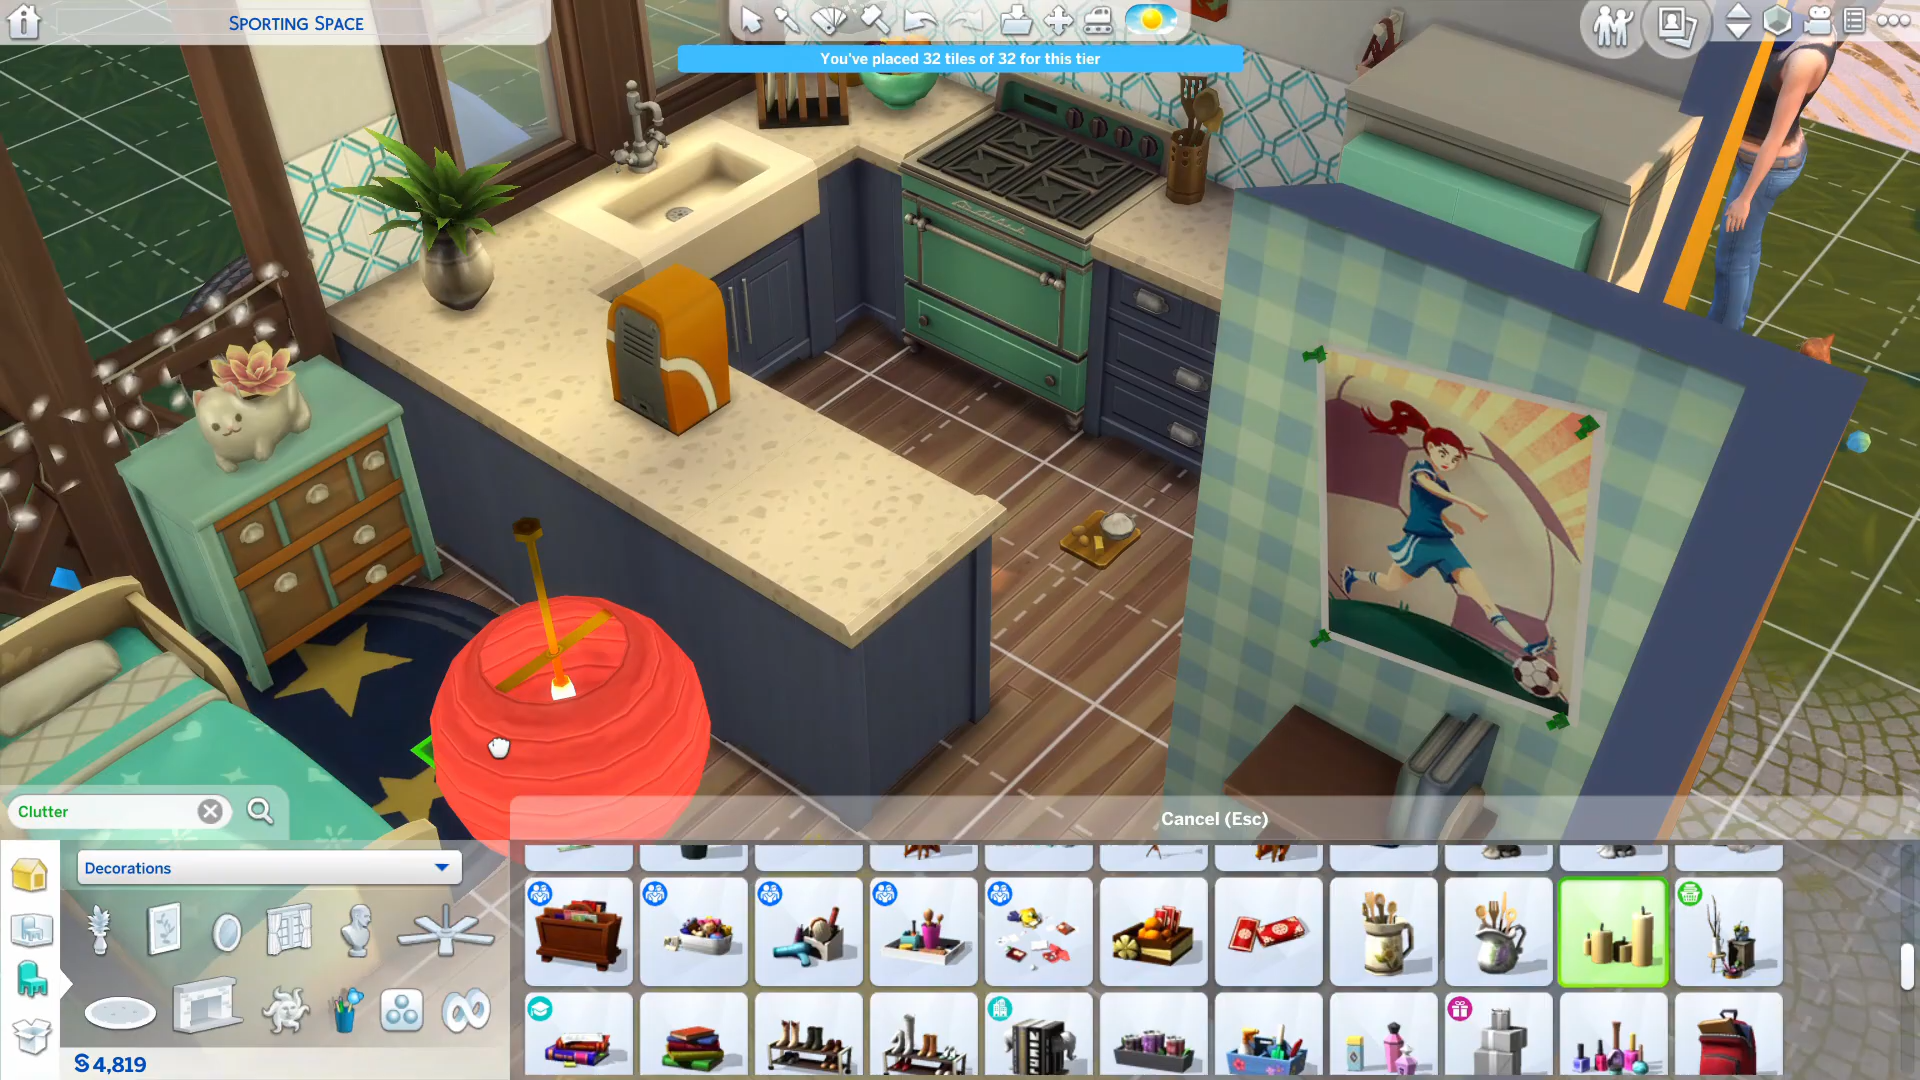 SPORTING SPACE
You've placed 32 tiles of 32 for this tier
Clutter
Cancel (Esc)
Decorations
§4,819